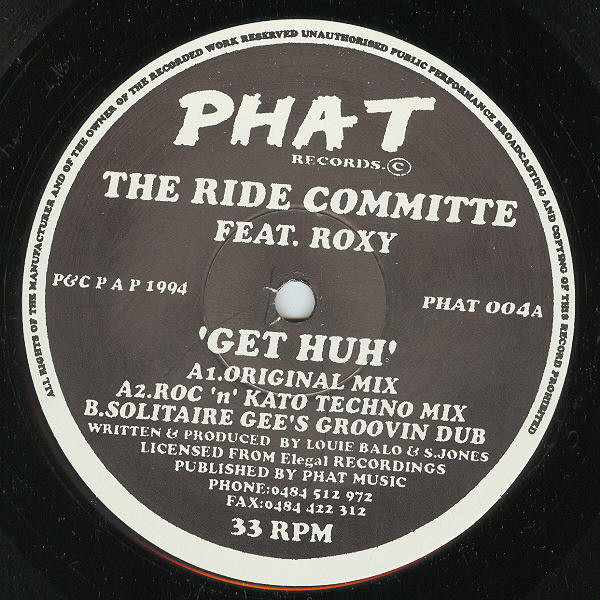 ALL RIGHTS OF THE MANUFACTURER AND OF THE OWNER OF THE RECORDED WORK RESERVED UNAUTHORISED PUBLIC PERFORMANCE BROADCASTING AND COPYING OF THIS RECORD PROHIBITED
PHAT
RECORDS.©
THE RIDE COMMITTE
FEAT. ROXY
P&C P A P 1994
PHAT 004A
'GET HUH'
A1.ORIGINAL MIX
A2.ROC 'n' KATO TECHNO MIX
B.SOLITAIRE GEE'S GROOVIN DUB
WRITTEN & PRODUCED BY LOUIE BALO & S.JONES
LICENSED FROM Elegal RECORDINGS
PUBLISHED BY PHAT MUSIC
PHONE:0484 512 972
FAX:0484 422 312
33 RPM